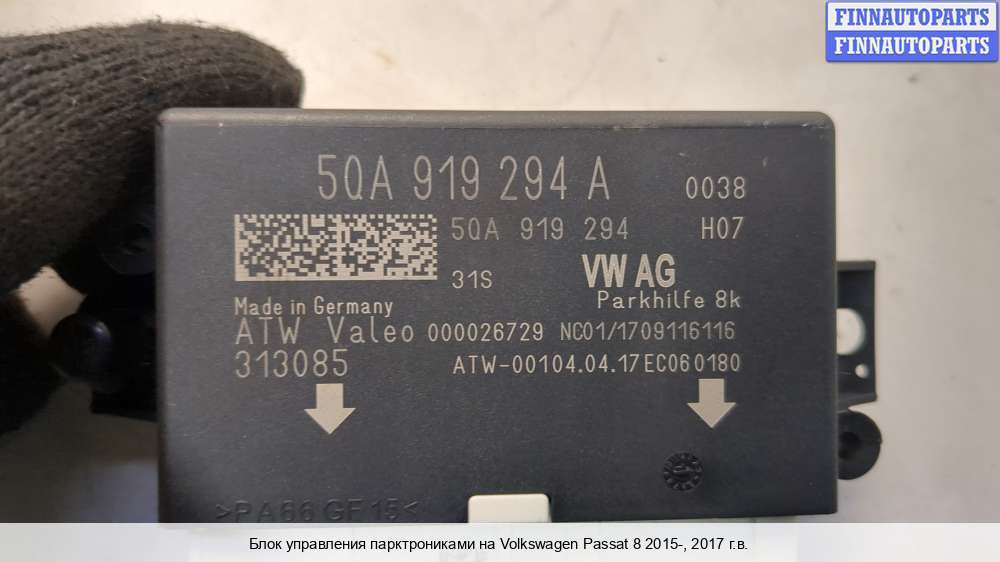 FINNAUTOPARTS
FINNAUTOPARTS
5QA 919 294 A 0038
5QA 919 294 H07
31S VW AG
Parkhilfe 8k
Made in Germany
ATW Valeo 000026729 NC01/1709116116
313085 ATW-00104.04.17EC060180
>PA66 GF15<
Блок управления парктрониками на Volkswagen Passat 8 2015-, 2017 г.в.